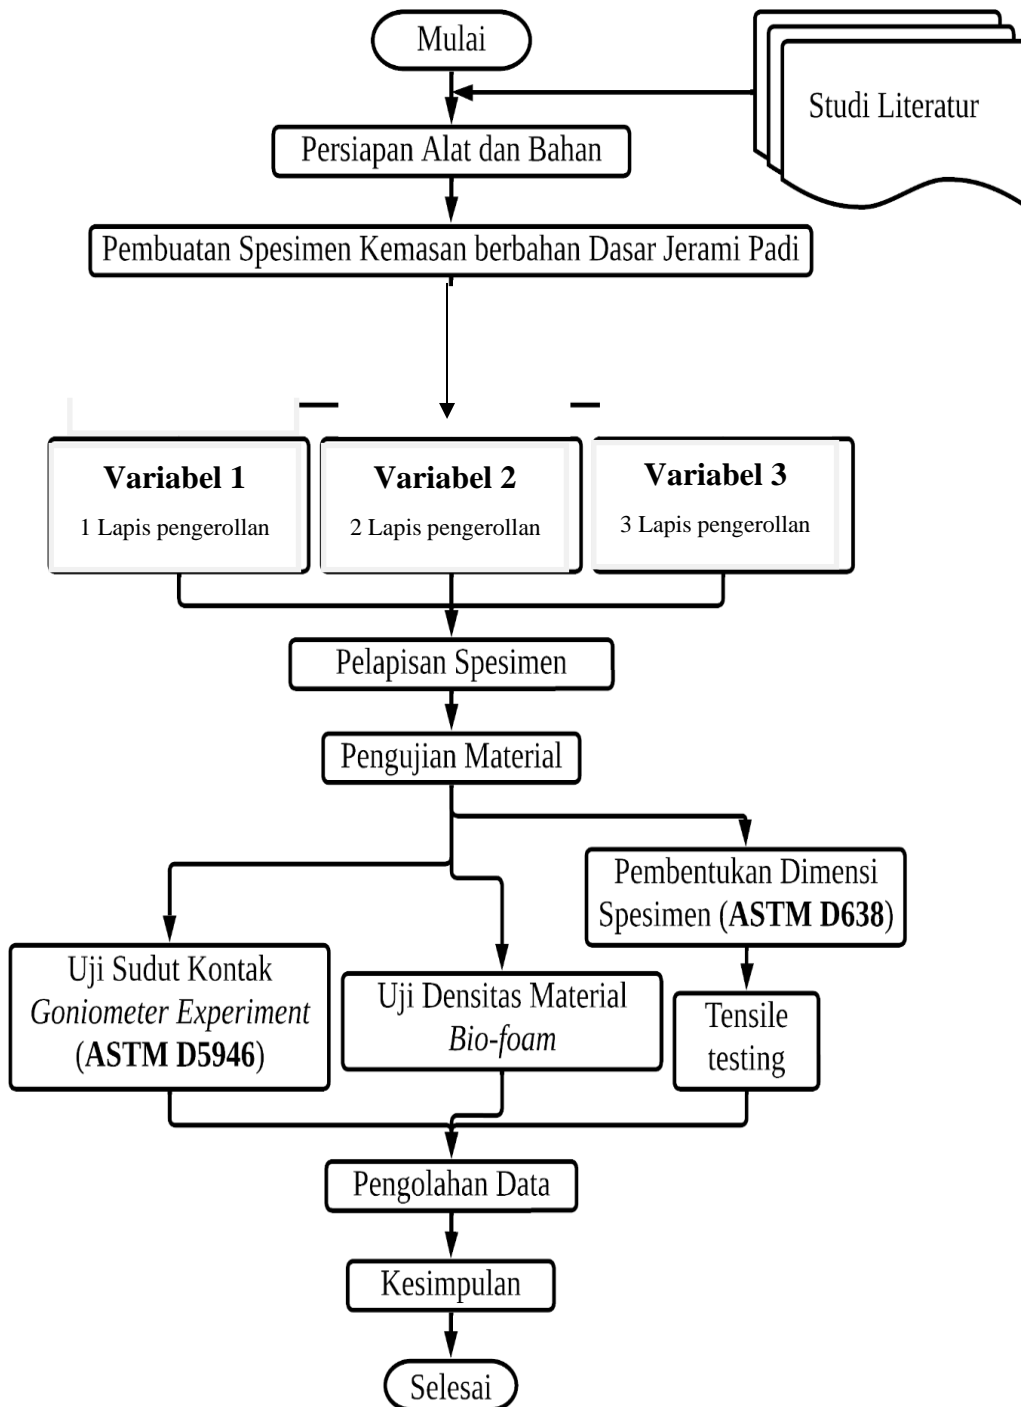 Mulai
Studi Literatur
Persiapan Alat dan Bahan
Pembuatan Spesimen Kemasan berbahan Dasar Jerami Padi
Variabel 1
1 Lapis pengerollan
Variabel 2
2 Lapis pengerollan
Variabel 3
3 Lapis pengerollan
Pelapisan Spesimen
Pengujian Material
Pembentukan Dimensi
Spesimen (ASTM D638)
Uji Sudut Kontak
Goniometer Experiment
(ASTM D5946)
Uji Densitas Material
Bio-foam
Tensile
testing
Pengolahan Data
Kesimpulan
Selesai